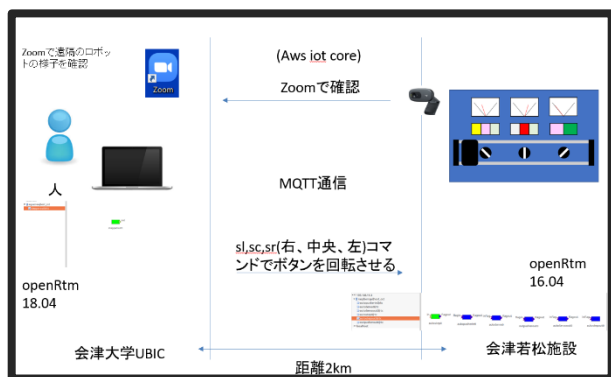 Zoomで遠隔のロボッ
トの様子を確認
Zoom
(Aws iot core)
Zoomで確認
人
MQTT通信
sl,sc,sr(右、中央、左)コマ
ンドでボタンを回転させる
openRtm
18.04
openRtm
16.04
会津大学UBIC
会津若松施設
距離2km